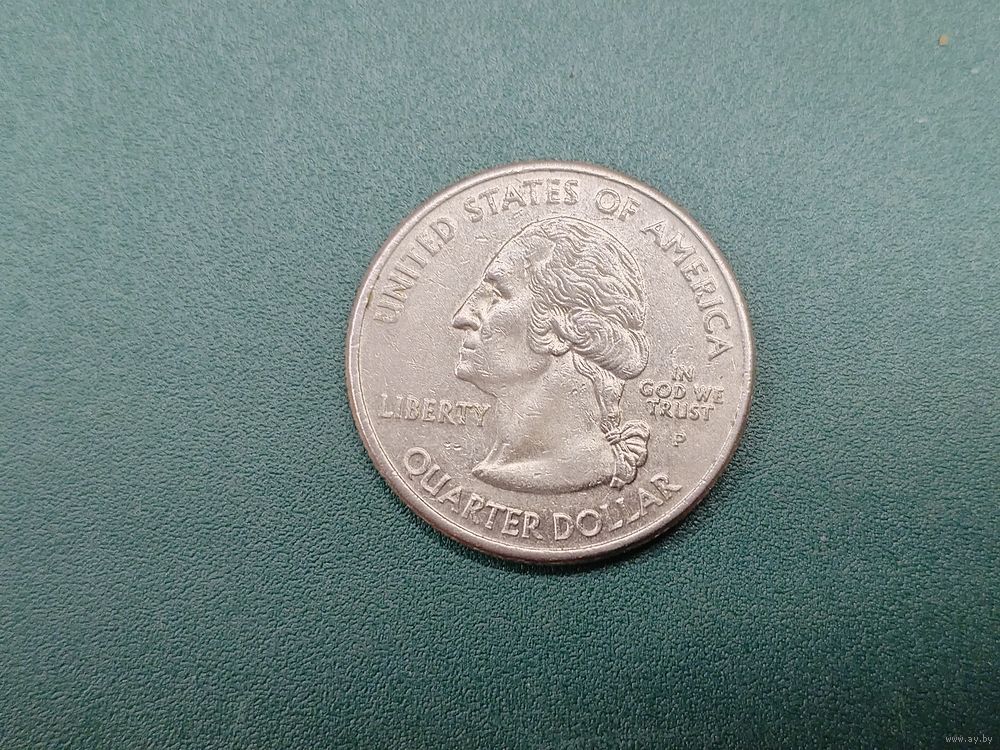 UNITED STATES OF AMERICA
LIBERTY
IN
GOD WE
TRUST
P
QUARTER DOLLAR
www.ay.by